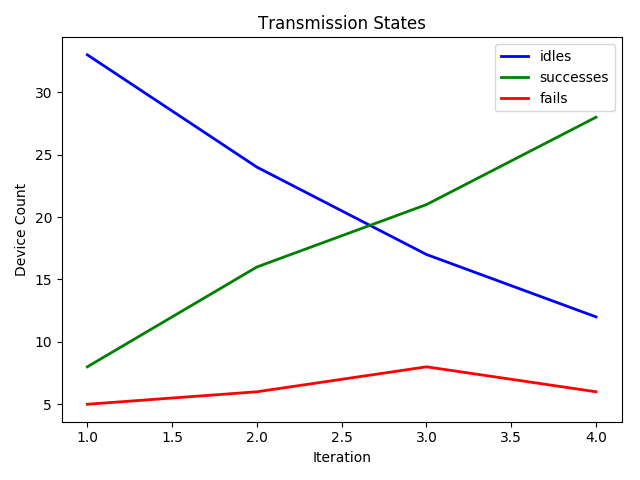 Transmission States
idles
successes
fails
Device Count
30
25
20
15
10
5
1.0 1.5 2.0 2.5 3.0 3.5 4.0
Iteration